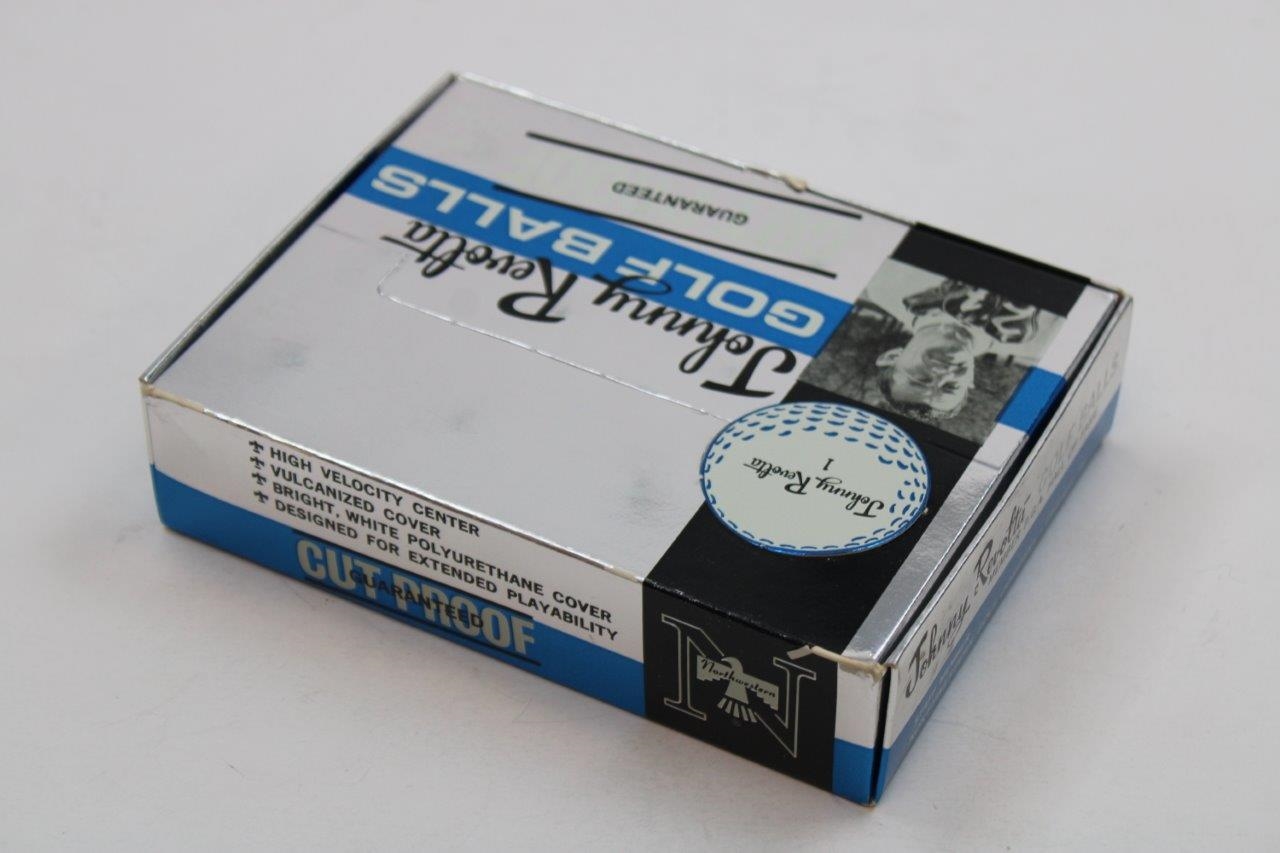 GUARANTEED
GOLF BALLS
Johnny Revolta
Johnny Revolta
1
HIGH VELOCITY CENTER
VULCANIZED COVER
BRIGHT, WHITE POLYURETHANE COVER
DESIGNED FOR EXTENDED PLAYABILITY
CUT PROOF
GUARANTEED
N
Northwestern
®
Johnny Revolta
GOLF BALLS